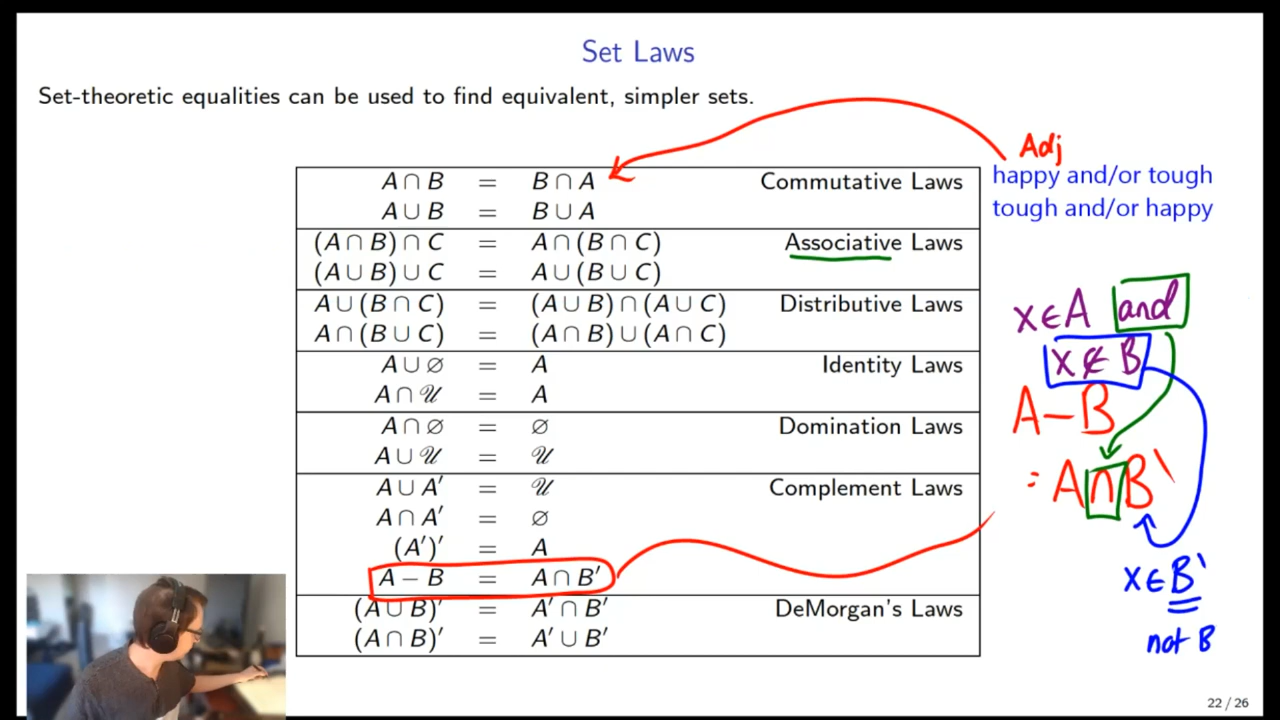 Set Laws
Set-theoretic equalities can be used to find equivalent, simpler sets.
A ∩ B = B ∩ A Commutative Laws
A ∪ B = B ∪ A
(A ∩ B) ∩ C = A ∩ (B ∩ C) Associative Laws
(A ∪ B) ∪ C = A ∪ (B ∪ C)
A ∪ (B ∩ C) = (A ∪ B) ∩ (A ∪ C) Distributive Laws
A ∩ (B ∪ C) = (A ∩ B) ∪ (A ∩ C)
A ∪ ∅ = A Identity Laws
A ∩ 𝒰 = A
A ∩ ∅ = ∅ Domination Laws
A ∪ 𝒰 = 𝒰
A ∪ A′ = 𝒰 Complement Laws
A ∩ A′ = ∅
(A′)′ = A
A − B = A ∩ B′
(A ∪ B)′ = A′ ∩ B′ DeMorgan's Laws
(A ∩ B)′ = A′ ∪ B′
Adj
happy and/or tough
tough and/or happy
x ∈ A and
x ∉ B
A − B
= A ∩ B'
x ∈ B'
not B
22 / 26